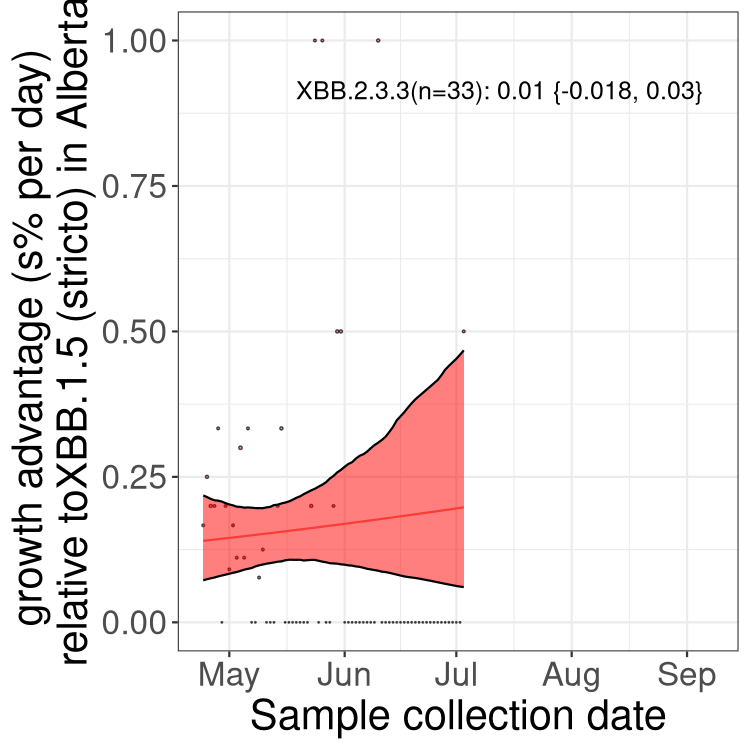 growth advantage (s% per day)
relative toXBB.1.5 (stricto) in Alberta
1.00
0.75
0.50
0.25
0.00
XBB.2.3.3(n=33): 0.01 {-0.018, 0.03}
May Jun Jul Aug Sep
Sample collection date